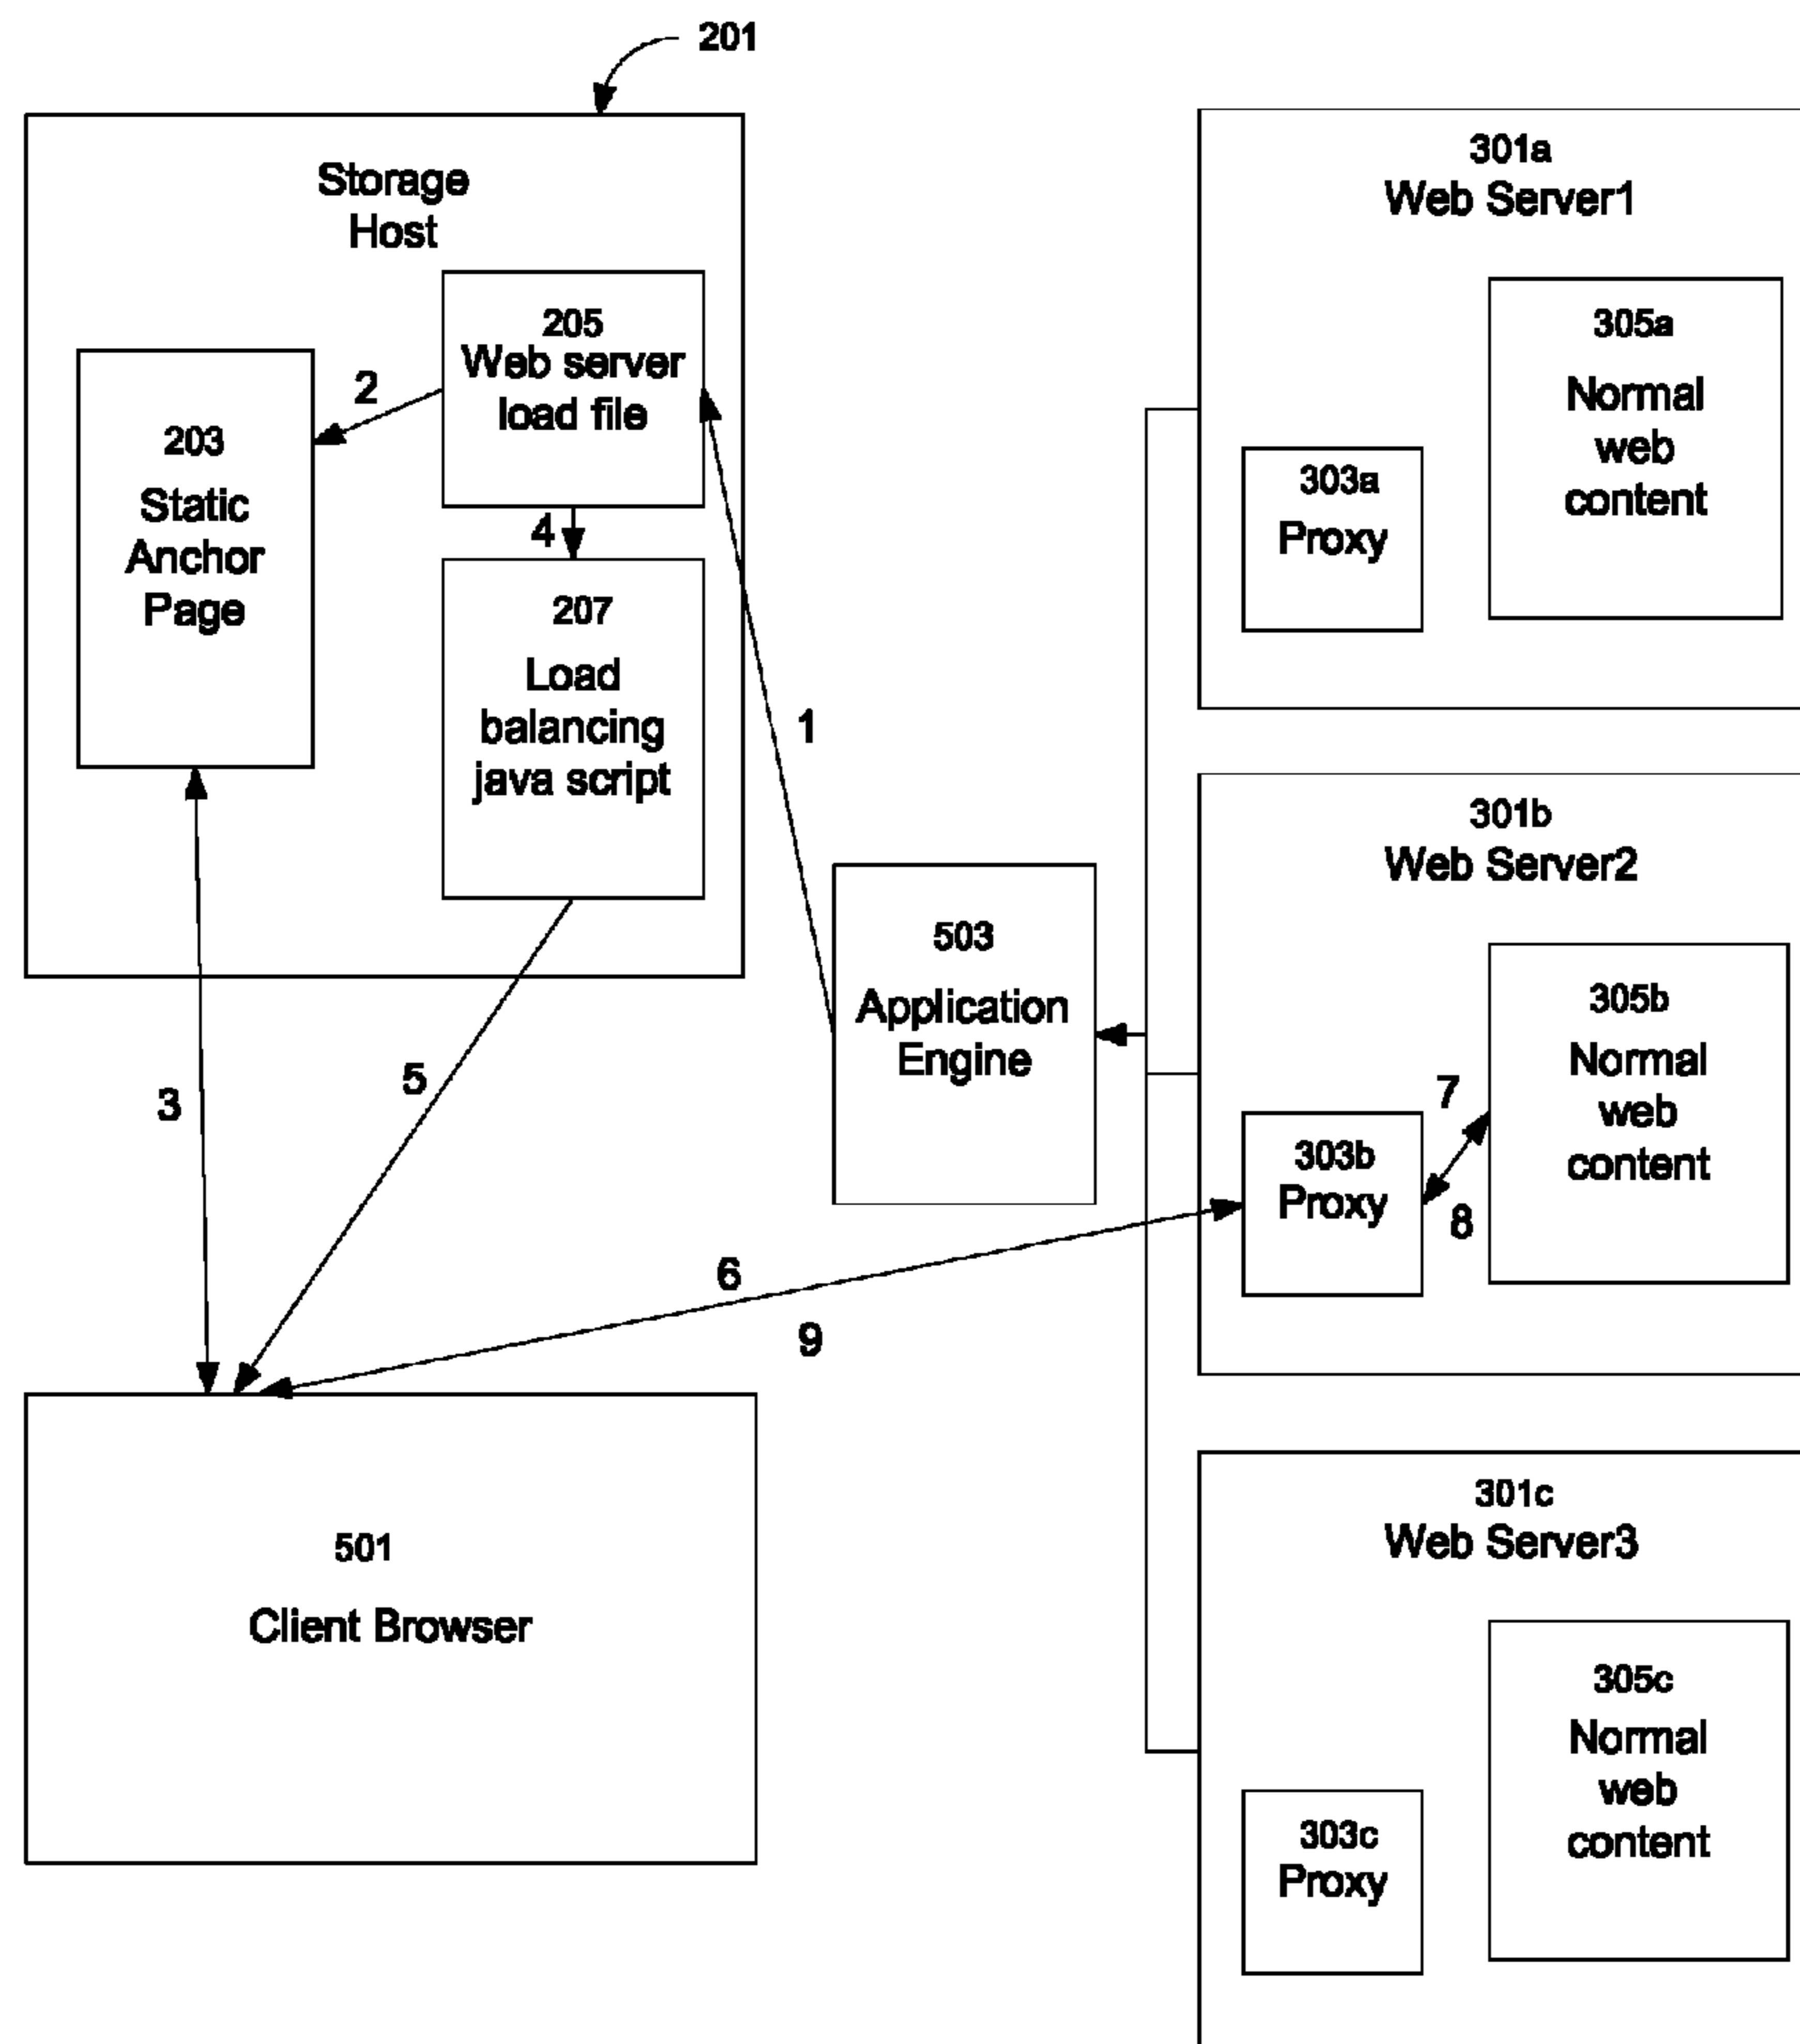 201
Storage
Host
205
Web server
load file
2
203
Static
Anchor
Page
4
207
Load
balancing
java script
1
3
5
503
Application
Engine
6
9
501
Client Browser
301a
Web Server1
305a
Normal
web
content
303a
Proxy
301b
Web Server2
305b
Normal
web
content
7
303b
Proxy
8
301c
Web Server3
305c
Normal
web
content
303c
Proxy